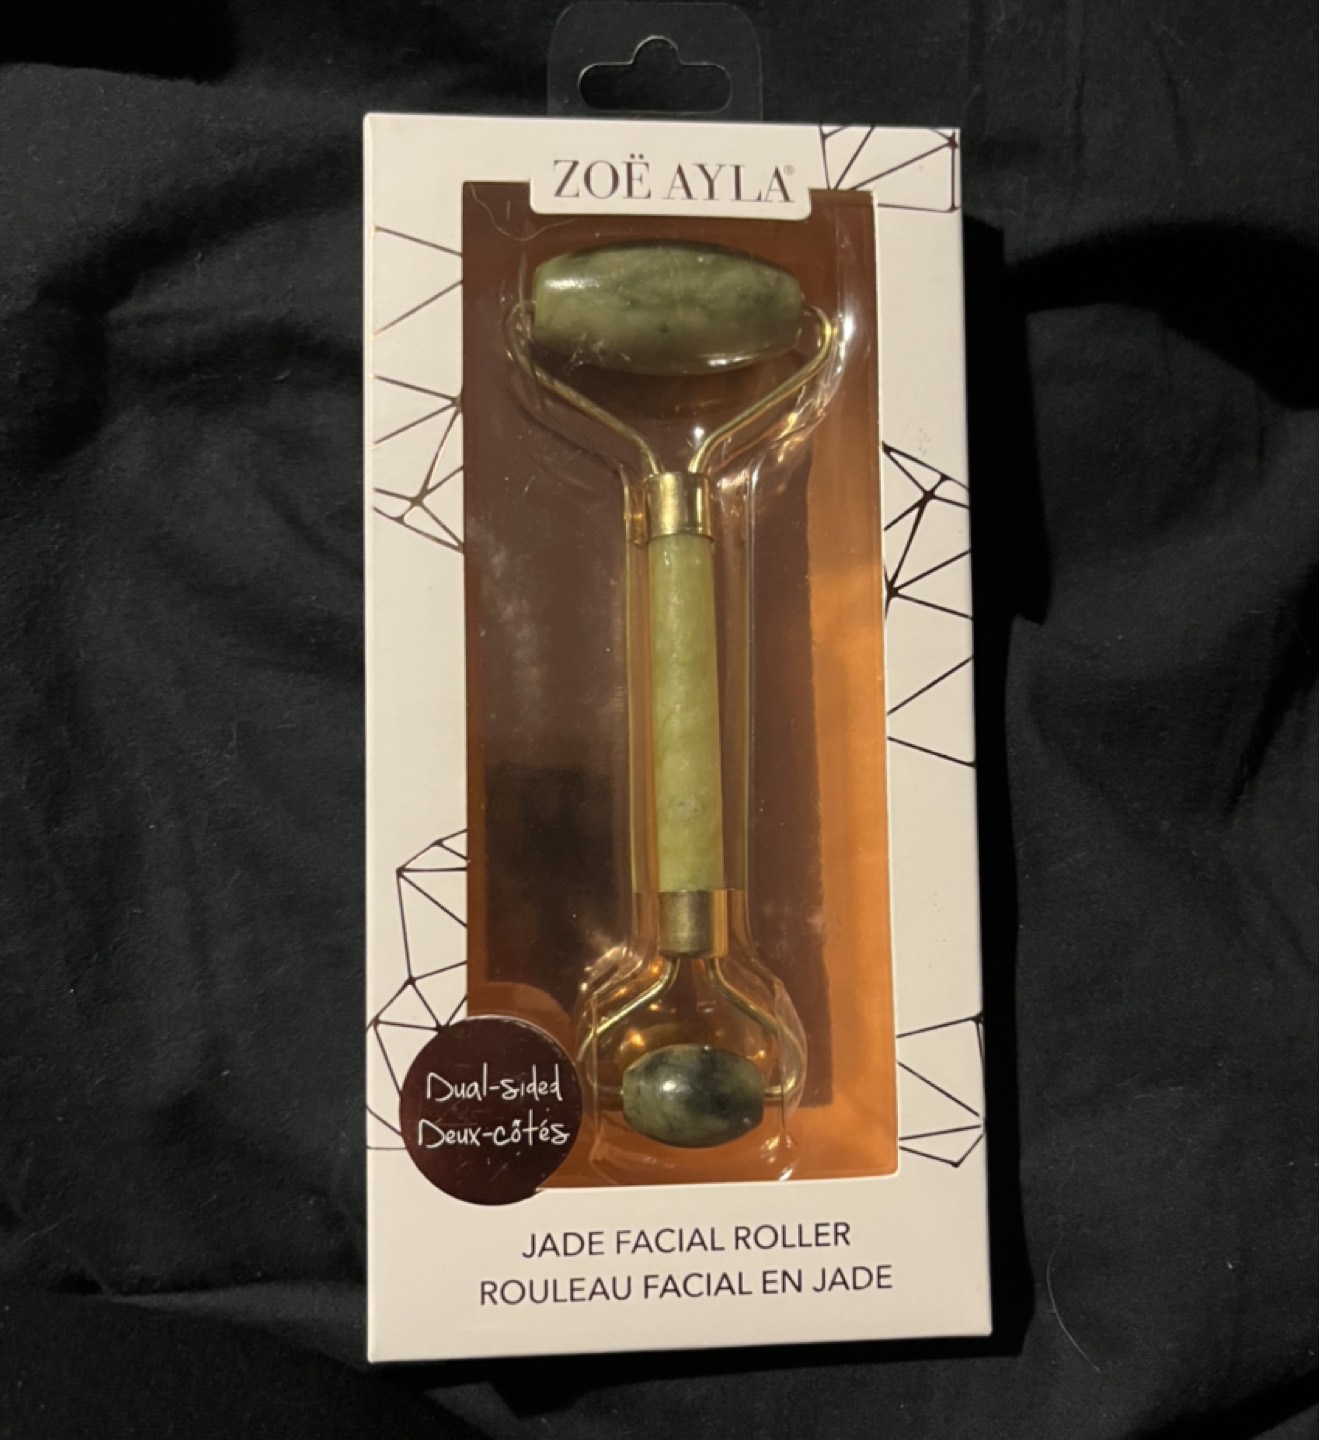 ZOË AYLA®
Dual-sided
Deux-côtés
JADE FACIAL ROLLER
ROULEAU FACIAL EN JADE